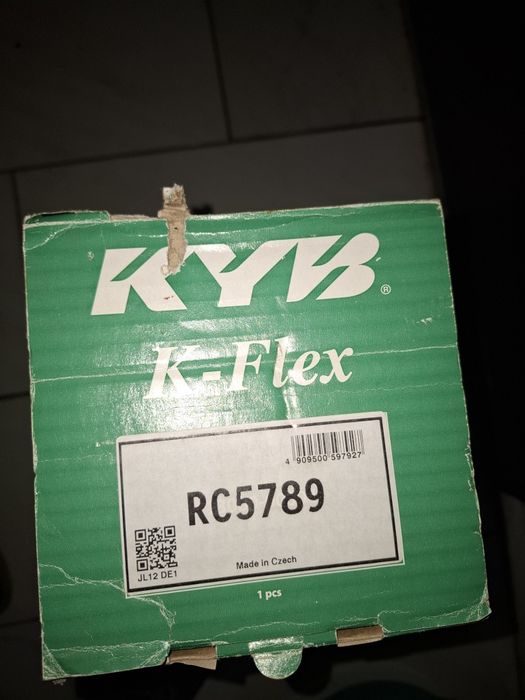 KYB®
K-Flex
4 909500 597927
RC5789
JL12 DE1
Made in Czech
1 pcs